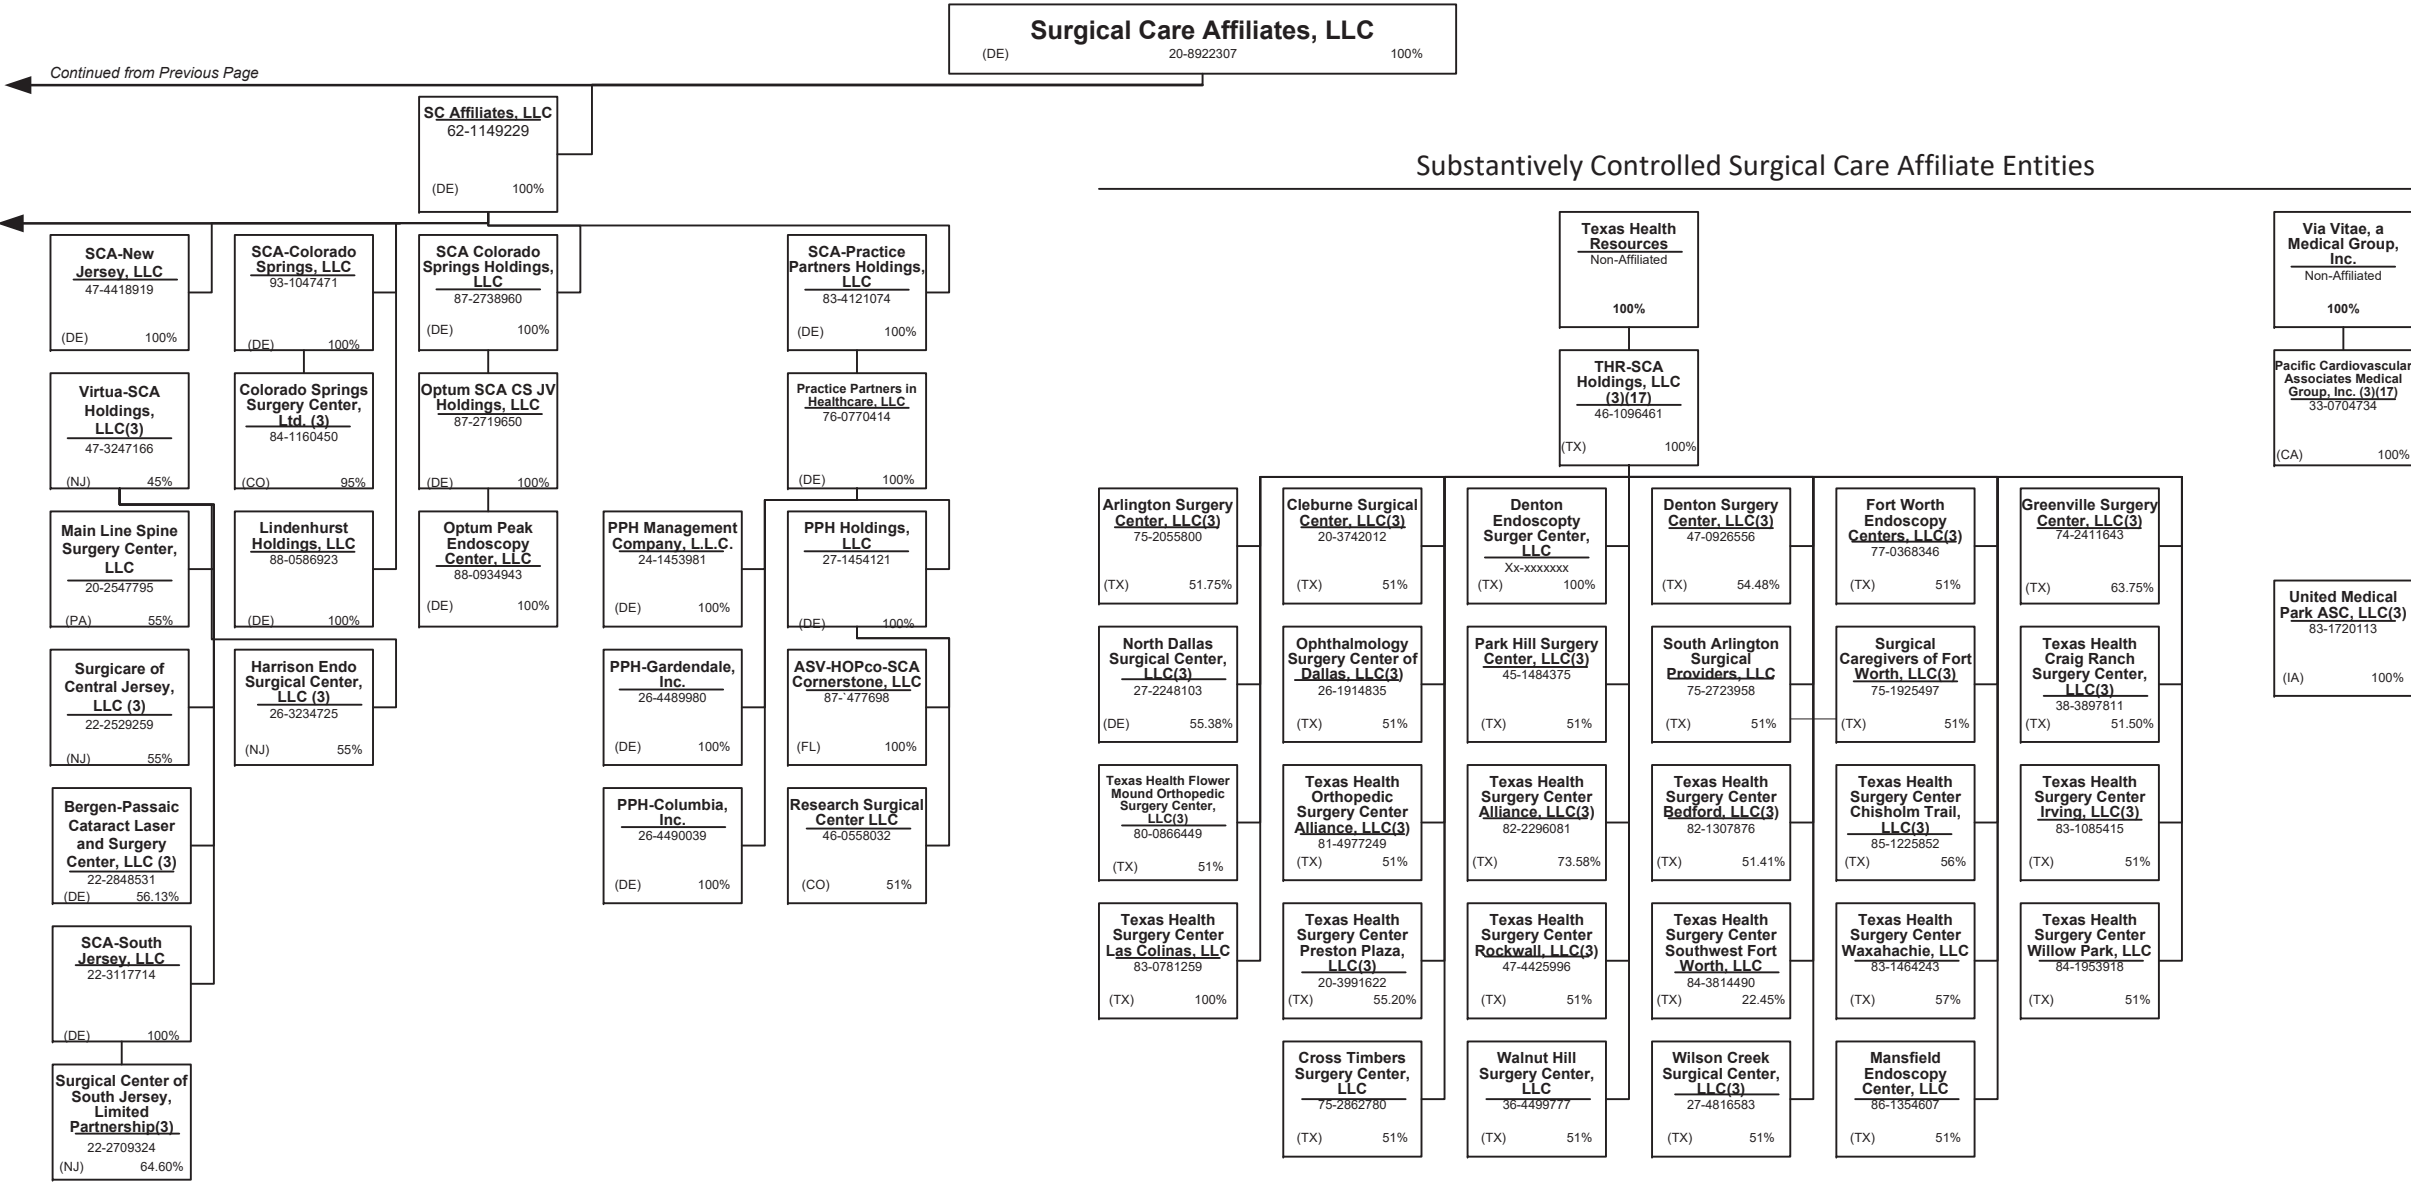 Surgical Care Affiliates, LLC
(DE) 20-8922307 100%
Continued from Previous Page
SC Affiliates, LLC
62-1149229
(DE) 100%
SCA-New
Jersey, LLC
47-4418919
(DE) 100%
SCA-Colorado
Springs, LLC
93-1047471
(DE) 100%
SCA Colorado
Springs Holdings,
LLC
87-2738960
(DE) 100%
SCA-Practice
Partners Holdings,
LLC
83-4121074
(DE) 100%
Virtua-SCA
Holdings,
LLC(3)
47-3247166
(NJ) 45%
Colorado Springs
Surgery Center,
Ltd. (3)
84-1160450
(CO) 95%
Optum SCA CS JV
Holdings, LLC
87-2719650
(DE) 100%
Practice Partners in
Healthcare, LLC
76-0770414
(DE) 100%
Main Line Spine
Surgery Center,
LLC
20-2547795
(PA) 55%
Lindenhurst
Holdings, LLC
88-0586923
(DE) 100%
Optum Peak
Endoscopy
Center, LLC
88-0934943
(DE) 100%
PPH Management
Company, L.L.C.
24-1453981
(DE) 100%
PPH Holdings,
LLC
27-1454121
(DE) 100%
Surgicare of
Central Jersey,
LLC (3)
22-2529259
(NJ) 55%
Harrison Endo
Surgical Center,
LLC (3)
26-3234725
(NJ) 55%
PPH-Gardendale,
Inc.
26-4489980
(DE) 100%
ASV-HOPco-SCA
Cornerstone, LLC
87-`477698
(FL) 100%
Bergen-Passaic
Cataract Laser
and Surgery
Center, LLC (3)
22-2848531
(DE) 56.13%
PPH-Columbia,
Inc.
26-4490039
(DE) 100%
Research Surgical
Center LLC
46-0558032
(CO) 51%
SCA-South
Jersey, LLC
22-3117714
(DE) 100%
Surgical Center of
South Jersey,
Limited
Partnership(3)
22-2709324
(NJ) 64.60%
Substantively Controlled Surgical Care Affiliate Entities
Texas Health
Resources
Non-Affiliated
100%
THR-SCA
Holdings, LLC
(3)(17)
46-1096461
(TX) 100%
Via Vitae, a
Medical Group,
Inc.
Non-Affiliated
100%
Pacific Cardiovascular
Associates Medical
Group, Inc. (3)(17)
33-0704734
(CA) 100%
Arlington Surgery
Center, LLC(3)
75-2055800
(TX) 51.75%
Cleburne Surgical
Center, LLC(3)
20-3742012
(TX) 51%
Denton
Endoscopty
Surger Center,
LLC
Xx-xxxxxxx
(TX) 100%
Denton Surgery
Center, LLC(3)
47-0926556
(TX) 54.48%
Fort Worth
Endoscopy
Centers, LLC(3)
77-0368346
(TX) 51%
Greenville Surgery
Center, LLC(3)
74-2411643
(TX) 63.75%
United Medical
Park ASC, LLC(3)
83-1720113
(IA) 100%
North Dallas
Surgical Center,
LLC(3)
27-2248103
(DE) 55.38%
Ophthalmology
Surgery Center of
Dallas, LLC(3)
26-1914835
(TX) 51%
Park Hill Surgery
Center, LLC(3)
45-1484375
(TX) 51%
South Arlington
Surgical
Providers, LLC
75-2723958
(TX) 51%
Surgical
Caregivers of Fort
Worth, LLC(3)
75-1925497
(TX) 51%
Texas Health
Craig Ranch
Surgery Center,
LLC(3)
38-3897811
(TX) 51.50%
Texas Health Flower
Mound Orthopedic
Surgery Center,
LLC(3)
80-0866449
(TX) 51%
Texas Health
Orthopedic
Surgery Center
Alliance, LLC(3)
81-4977249
(TX) 51%
Texas Health
Surgery Center
Alliance, LLC(3)
82-2296081
(TX) 73.58%
Texas Health
Surgery Center
Bedford, LLC(3)
82-1307876
(TX) 51.41%
Texas Health
Surgery Center
Chisholm Trail,
LLC(3)
85-1225852
(TX) 56%
Texas Health
Surgery Center
Irving, LLC(3)
83-1085415
(TX) 51%
Texas Health
Surgery Center
Las Colinas, LLC
83-0781259
(TX) 100%
Texas Health
Surgery Center
Preston Plaza,
LLC(3)
20-3991622
(TX) 55.20%
Texas Health
Surgery Center
Rockwall, LLC(3)
47-4425996
(TX) 51%
Texas Health
Surgery Center
Southwest Fort
Worth, LLC
84-3814490
(TX) 22.45%
Texas Health
Surgery Center
Waxahachie, LLC
83-1464243
(TX) 57%
Texas Health
Surgery Center
Willow Park, LLC
84-1953918
(TX) 51%
Cross Timbers
Surgery Center,
LLC
75-2862780
(TX) 51%
Walnut Hill
Surgery Center,
LLC
36-4499777
(TX) 51%
Wilson Creek
Surgical Center,
LLC(3)
27-4816583
(TX) 51%
Mansfield
Endoscopy
Center, LLC
86-1354607
(TX) 51%